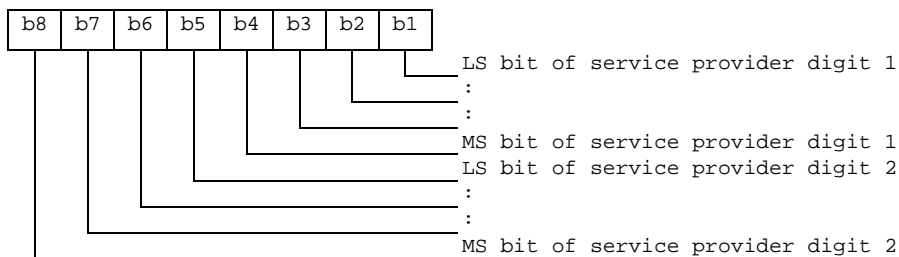 b8 b7 b6 b5 b4 b3 b2 b1
LS bit of service provider digit 1
:
:
MS bit of service provider digit 1
LS bit of service provider digit 2
:
:
MS bit of service provider digit 2